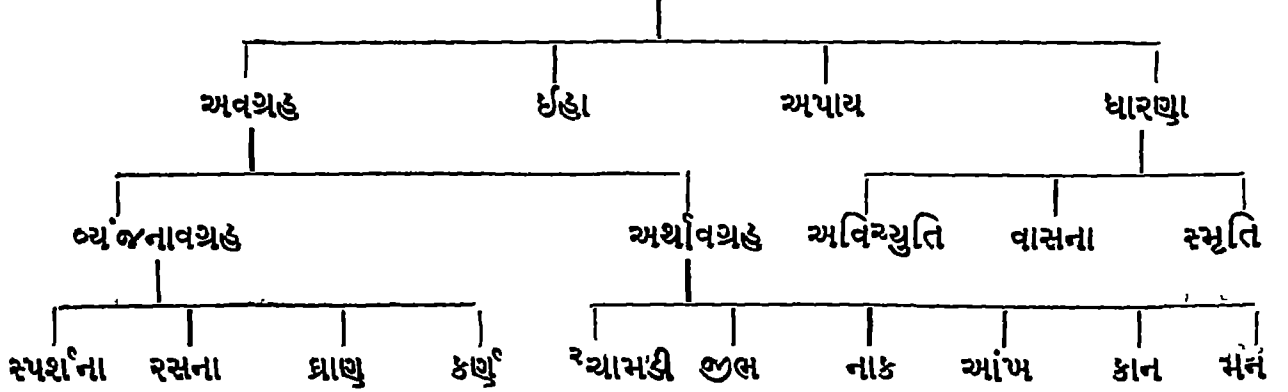 અવગ્રહ ઈહા અપાય ધારણા
વ્યંજનાવગ્રહ અર્થાવગ્રહ અવિચ્યુતિ વાસના સ્મૃતિ
સ્પર્શના રસના ઘ્રાણ કર્ણ ૨ચામડી જીભ નાક આંખ કાન મન